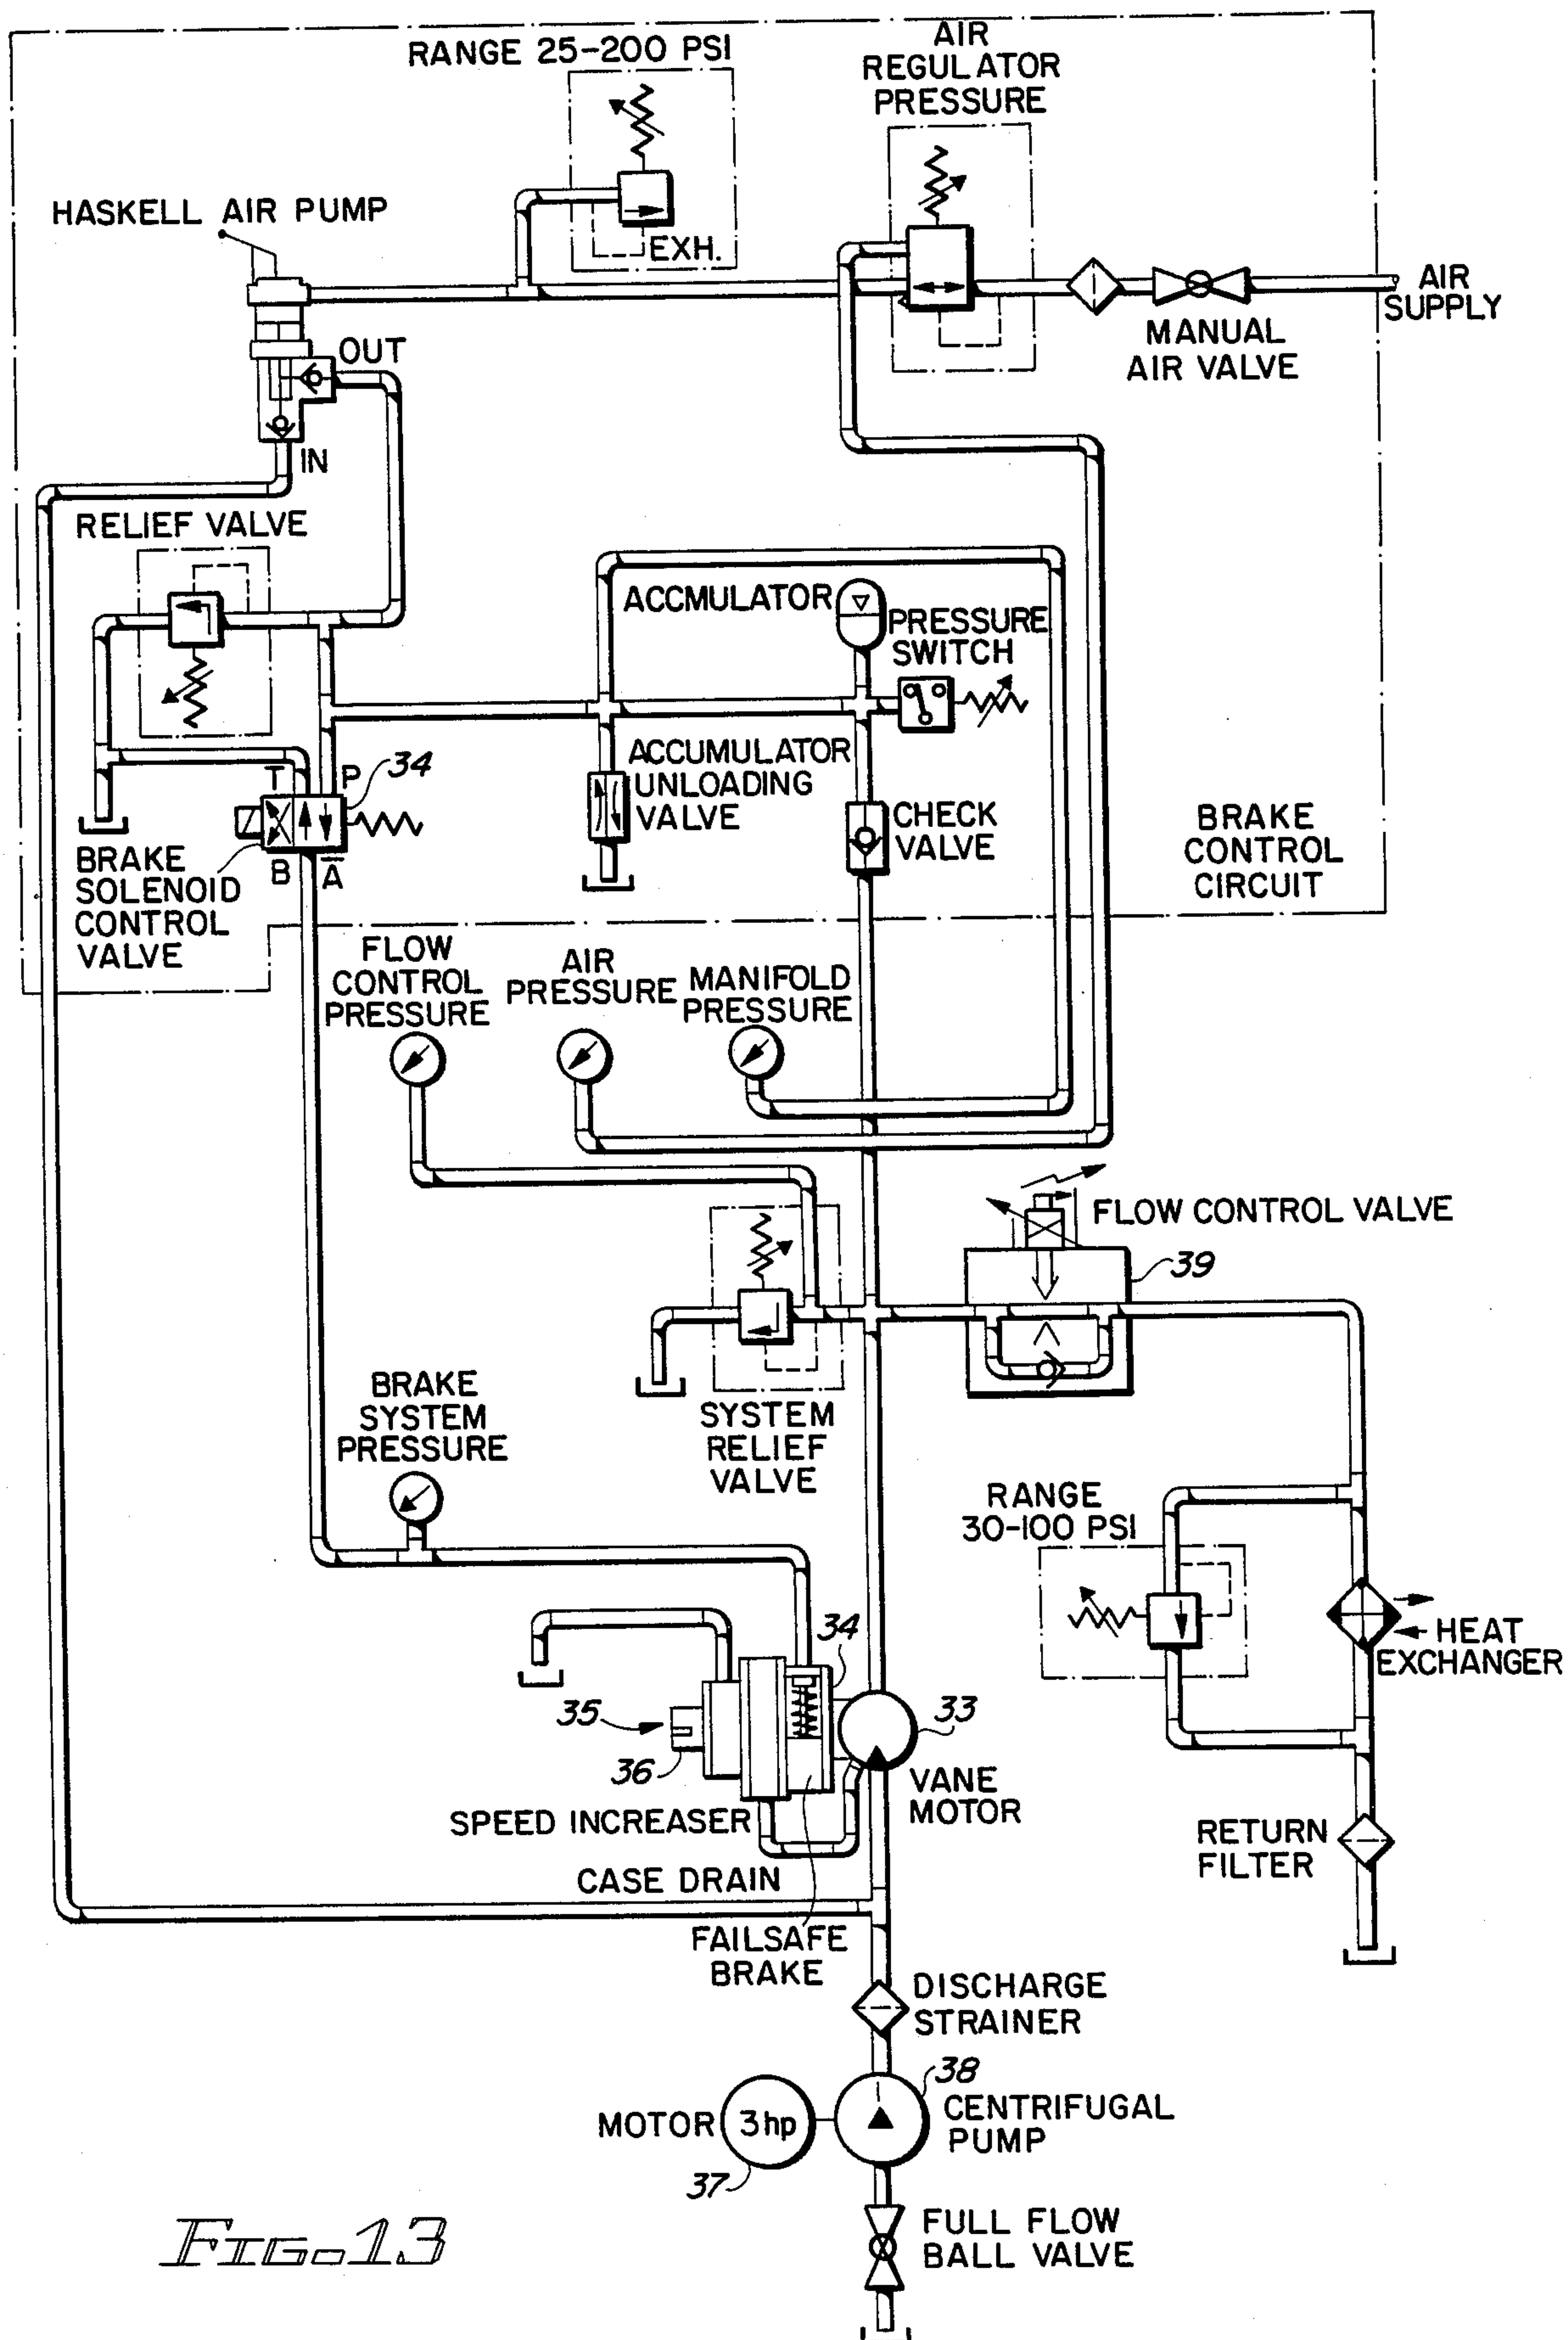 RANGE 25-200 PSI
AIR
REGULATOR
PRESSURE
HASKELL AIR PUMP
EXH.
AIR
SUPPLY
MANUAL
AIR VALVE
OUT
IN
RELIEF VALVE
ACCMULATOR
PRESSURE
SWITCH
ACCUMULATOR
UNLOADING
VALVE
T
P
34
CHECK
VALVE
BRAKE
CONTROL
CIRCUIT
BRAKE
SOLENOID
CONTROL
VALVE
B
A
FLOW
CONTROL
PRESSURE
AIR
PRESSURE
MANIFOLD
PRESSURE
FLOW CONTROL VALVE
39
BRAKE
SYSTEM
PRESSURE
SYSTEM
RELIEF
VALVE
RANGE
30-100 PSI
HEAT
EXCHANGER
34
35
33
36
VANE
MOTOR
SPEED INCREASER
CASE DRAIN
RETURN
FILTER
FAILSAFE
BRAKE
DISCHARGE
STRAINER
38
MOTOR
3hp
CENTRIFUGAL
PUMP
37
FULL FLOW
BALL VALVE
FIG. 13